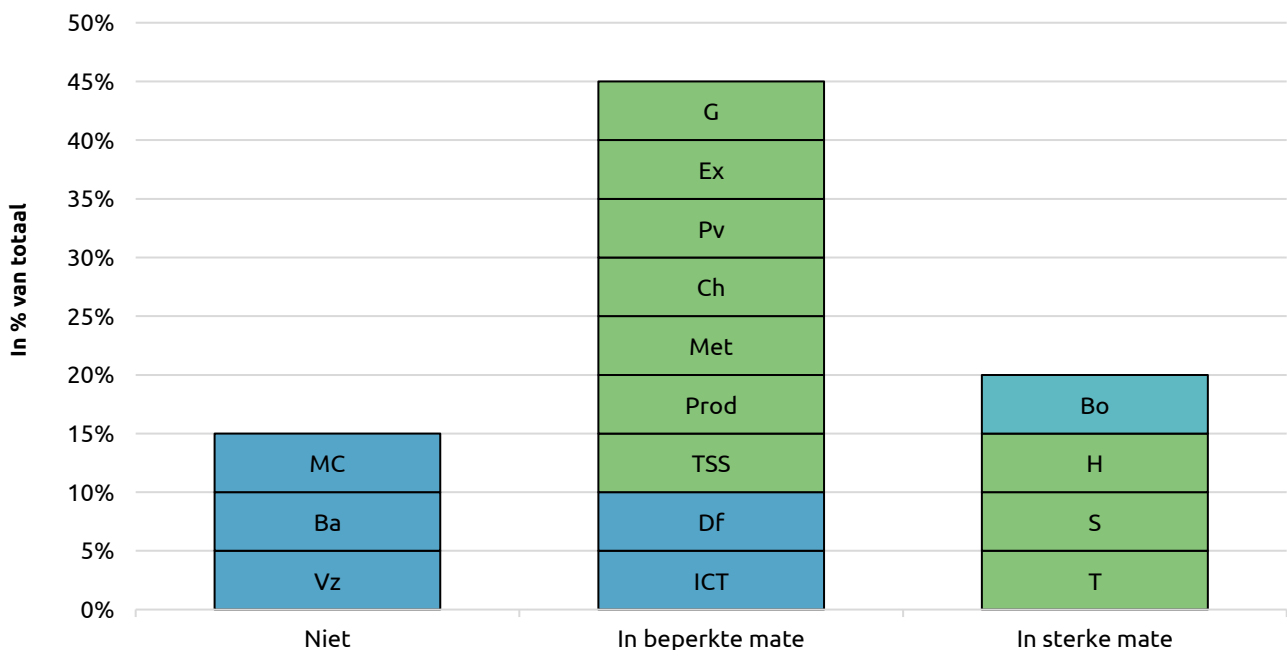 50%
45%
40%
35%
30%
25%
20%
15%
10%
5%
0%
In % van totaal
MC
Ba
Vz
G
Ex
Pv
Ch
Met
Prod
TSS
Df
ICT
Bo
H
S
T
Niet
In beperkte mate
In sterke mate